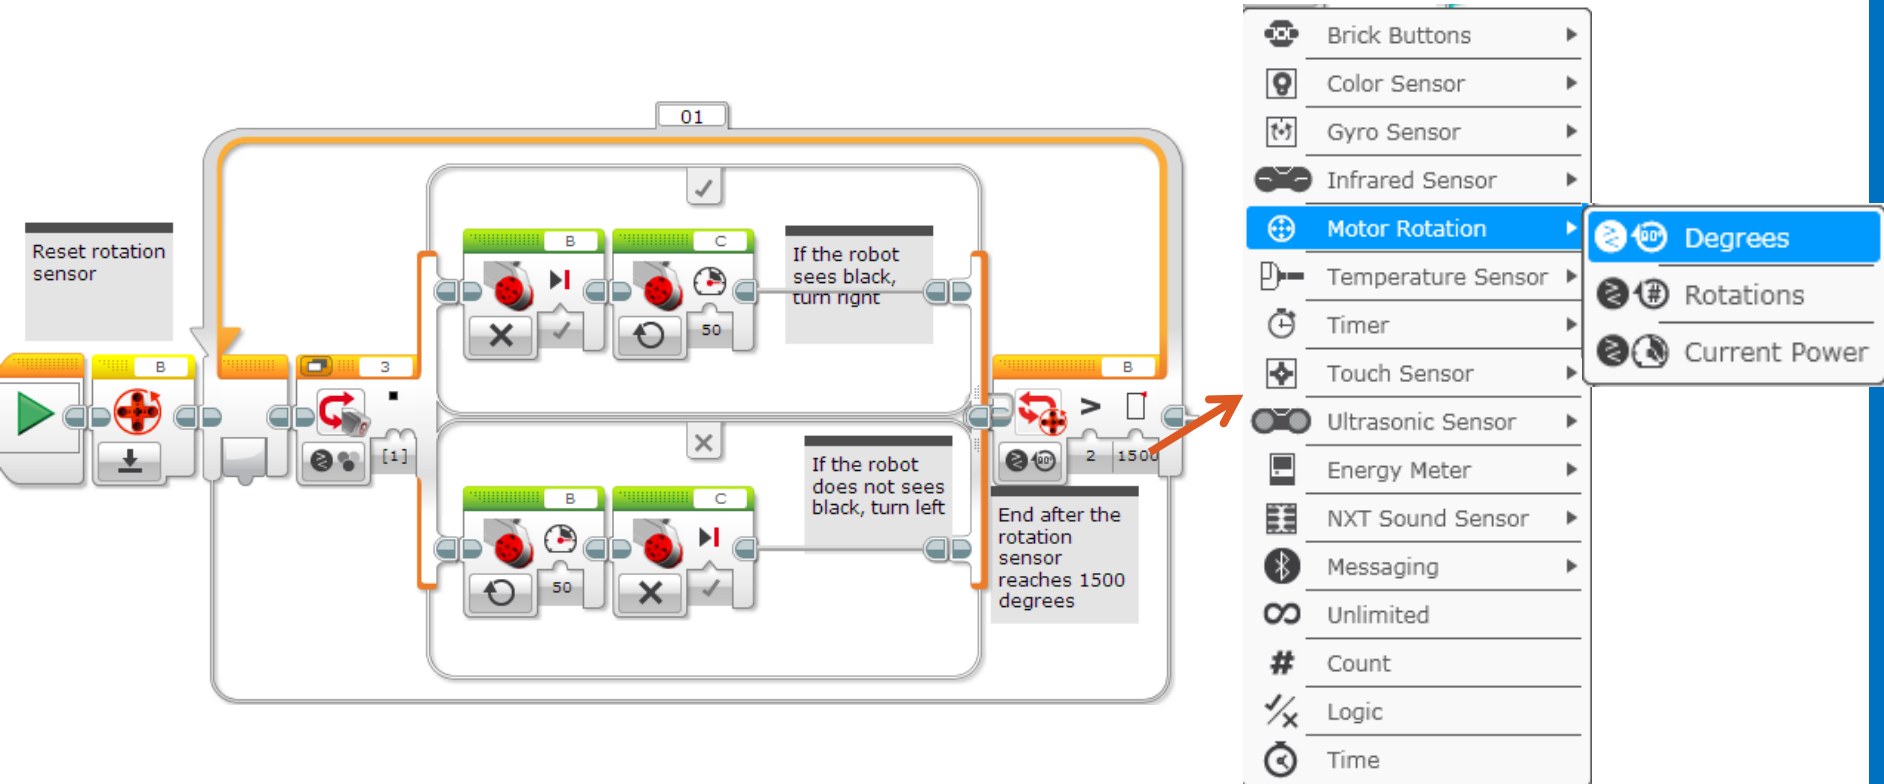 01
Reset rotation
sensor
B
3
[1]
B
C
50
If the robot
sees black,
turn right
B
C
50
If the robot
does not sees
black, turn left
B
>
2
1500
End after the
rotation
sensor
reaches 1500
degrees
Brick Buttons
Color Sensor
Gyro Sensor
Infrared Sensor
Motor Rotation
Temperature Sensor
Timer
Touch Sensor
Ultrasonic Sensor
Energy Meter
NXT Sound Sensor
Messaging
Unlimited
# Count
Logic
Time
90° Degrees
# Rotations
Current Power